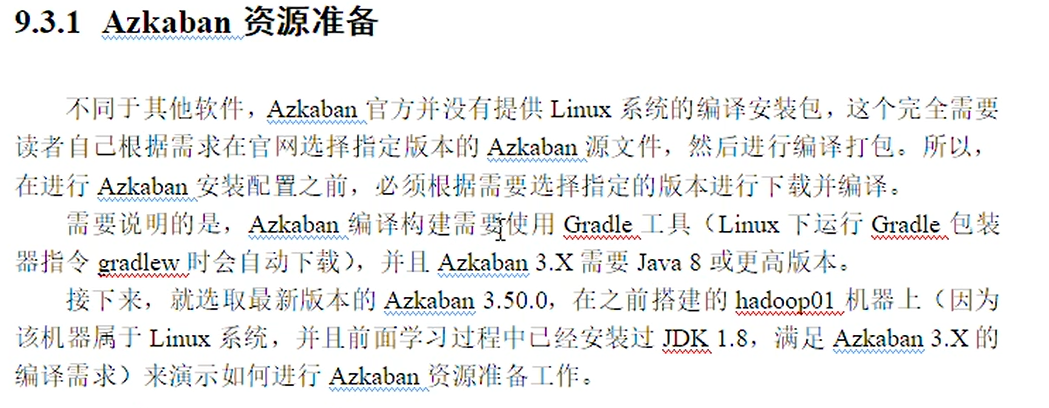 9.3.1 Azkaban 资源准备
不同于其他软件，Azkaban 官方并没有提供 Linux 系统的编译安装包，这个完全需要
读者自己根据需求在官网选择指定版本的 Azkaban 源文件，然后进行编译打包。所以，
在进行 Azkaban 安装配置之前，必须根据需要选择指定的版本进行下载并编译。
需要说明的是，Azkaban 编译构建需要使用 Gradle 工具（Linux 下运行 Gradle 包装
器指令 gradlew 时会自动下载），并且 Azkaban 3.X 需要 Java 8 或更高版本。
接下来，就选取最新版本的 Azkaban 3.50.0，在之前搭建的 hadoop01 机器上（因为
该机器属于 Linux 系统，并且前面学习过程中已经安装过 JDK 1.8，满足 Azkaban 3.X 的
编译需求）来演示如何进行 Azkaban 资源准备工作。